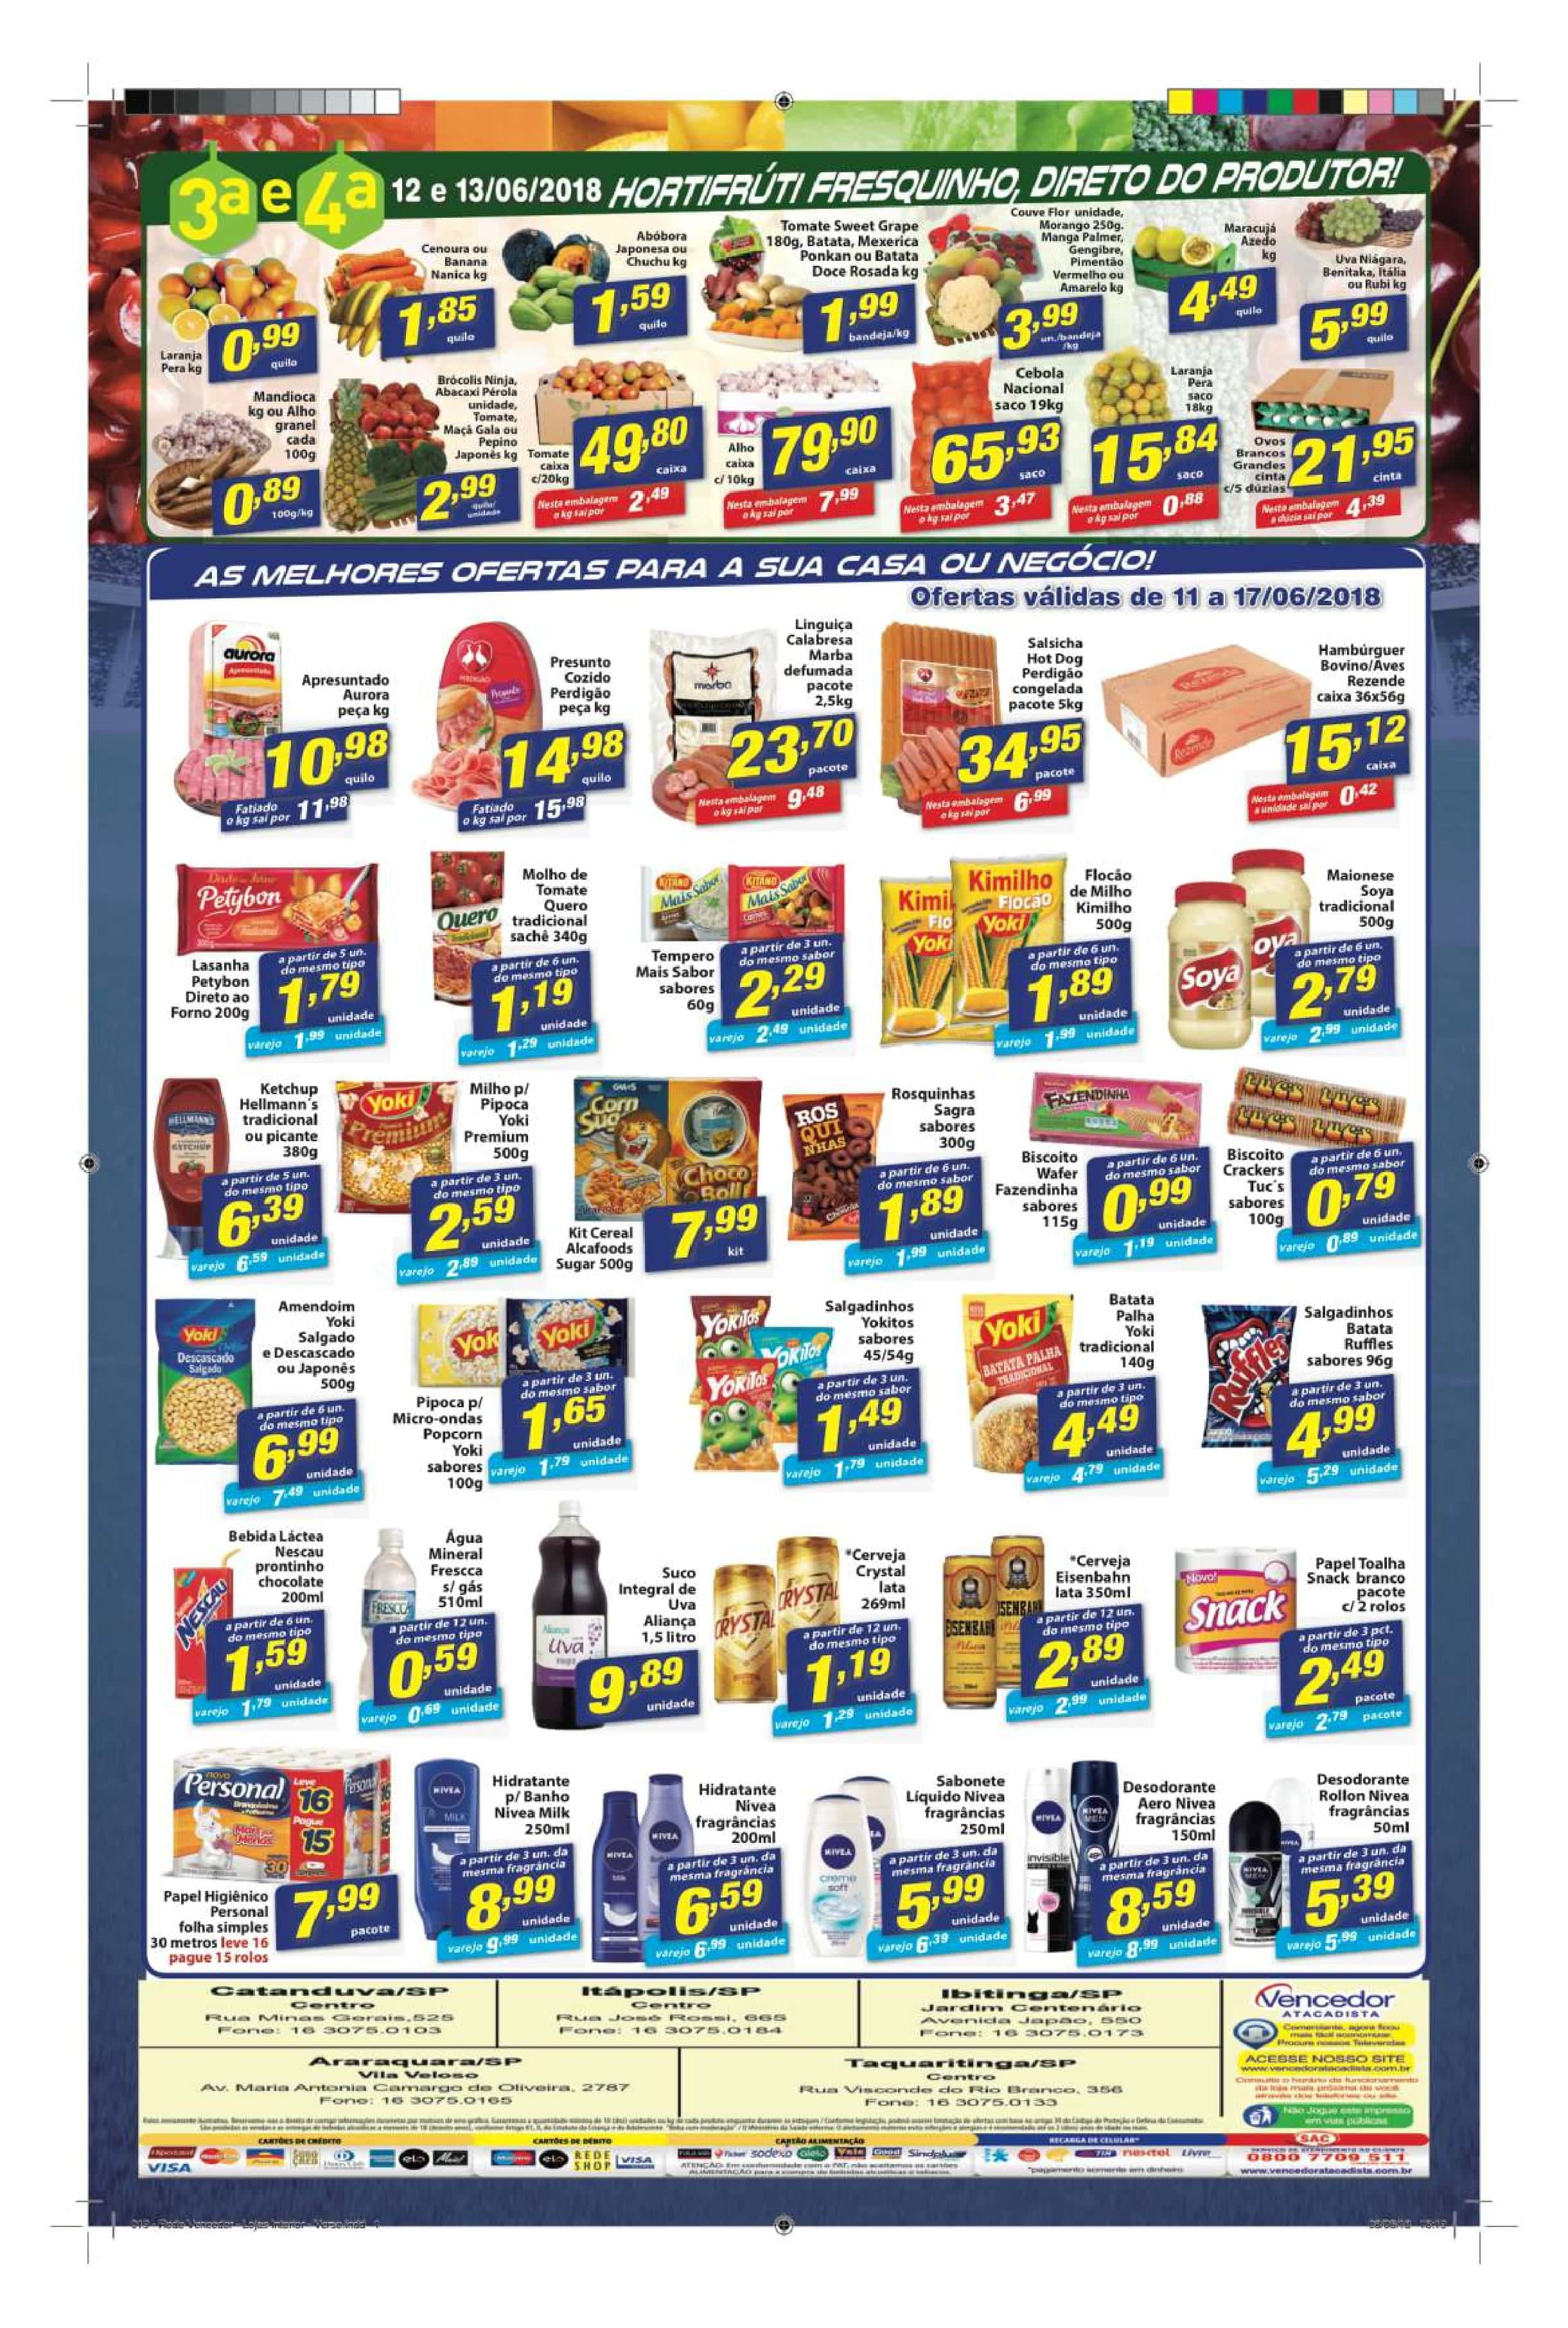 3ª e 4ª 12 e 13/06/2018 HORTIFRÚTI FRESQUINHO, DIRETO DO PRODUTOR!
Laranja
Pera kg
0,99
quilo
Cenoura ou
Banana
Nanica kg
1,85
quilo
Abóbora
Japonesa ou
Chuchu kg
1,59
quilo
Tomate Sweet Grape
180g, Batata, Mexerica
Ponkan ou Batata
Doce Rosada kg
1,99
bandeja/kg
Couve Flor unidade,
Morango 250g.
Manga Palmer,
Gengibre,
Pimentão
Vermelho ou
Amarelo kg
3,99
un./bandeja
/kg
Maracujá
Azedo
kg
4,49
quilo
Uva Niágara,
Benitaka, Itália
ou Rubi kg
5,99
quilo
Mandioca
kg ou Alho
granel
cada
100g
0,89
100g/kg
Brócolis Ninja,
Abacaxi Pérola
unidade,
Tomate,
Maçã Gala ou
Pepino
Japonês kg
2,99
quilo/
unidade
Tomate
caixa
c/20kg
49,80
caixa
Nesta embalagem
o kg sai por 2,49
Alho
caixa
c/ 10kg
79,90
caixa
Nesta embalagem
o kg sai por 7,99
Cebola
Nacional
saco 19kg
65,93
saco
Nesta embalagem
o kg sai por 3,47
Laranja
Pera
saco
18kg
15,84
saco
Nesta embalagem
o kg sai por 0,88
Ovos
Brancos
Grandes
cinta
c/5 dúzias
21,95
cinta
Nesta embalagem
a dúzia sai por 4,39
AS MELHORES OFERTAS PARA A SUA CASA OU NEGÓCIO!
Ofertas válidas de 11 a 17/06/2018
Apresuntado
Aurora
peça kg
10,98
quilo
Fatiado
o kg sai por 11,98
Presunto
Cozido
Perdigão
peça kg
14,98
quilo
Fatiado
o kg sai por 15,98
Linguiça
Calabresa
Marba
defumada
pacote
2,5kg
23,70
pacote
Nesta embalagem
o kg sai por 9,48
Salsicha
Hot Dog
Perdigão
congelada
pacote 5kg
34,95
pacote
Nesta embalagem
o kg sai por 6,99
Hambúrguer
Bovino/Aves
Rezende
caixa 36x56g
15,12
caixa
Nesta embalagem
a unidade sai por 0,42
Lasanha
Petybon
Direto ao
Forno 200g
a partir de 5 un.
do mesmo tipo
1,79
unidade
varejo 1,99 unidade
Molho de
Tomate
Quero
tradicional
sachê 340g
a partir de 6 un.
do mesmo tipo
1,19
unidade
varejo 1,29 unidade
Tempero
Mais Sabor
sabores
60g
a partir de 3 un.
do mesmo sabor
2,29
unidade
varejo 2,49 unidade
Flocão
de Milho
Kimilho
500g
a partir de 6 un.
do mesmo tipo
1,89
unidade
varejo 1,99 unidade
Maionese
Soya
tradicional
500g
a partir de 6 un.
do mesmo tipo
2,79
unidade
varejo 2,99 unidade
Ketchup
Hellmann´s
tradicional
ou picante
380g
a partir de 5 un.
do mesmo tipo
6,39
unidade
varejo 6,59 unidade
Milho p/
Pipoca
Yoki
Premium
500g
a partir de 3 un.
do mesmo tipo
2,59
unidade
varejo 2,89 unidade
Kit Cereal
Alcafoods
Sugar 500g
7,99
kit
Rosquinhas
Sagra
sabores
300g
a partir de 6 un.
do mesmo sabor
1,89
unidade
varejo 1,99 unidade
Biscoito
Wafer
Fazendinha
sabores
115g
a partir de 6 un.
do mesmo sabor
0,99
unidade
varejo 1,19 unidade
Biscoito
Crackers
Tuc´s
sabores
100g
a partir de 6 un.
do mesmo sabor
0,79
unidade
varejo 0,89 unidade
Amendoim
Yoki
Salgado
e Descascado
ou Japonês
500g
a partir de 6 un.
do mesmo tipo
6,99
unidade
varejo 7,49 unidade
Pipoca p/
Micro-ondas
Popcorn
Yoki
sabores
100g
a partir de 3 un.
do mesmo sabor
1,65
unidade
varejo 1,79 unidade
Salgadinhos
Yokitos
sabores
45/54g
a partir de 3 un.
do mesmo sabor
1,49
unidade
varejo 1,79 unidade
Batata
Palha
Yoki
tradicional
140g
a partir de 3 un.
do mesmo tipo
4,49
unidade
varejo 4,79 unidade
Salgadinhos
Batata
Ruffles
sabores 96g
a partir de 3 un.
do mesmo sabor
4,99
unidade
varejo 5,29 unidade
Bebida Láctea
Nescau
prontinho
chocolate
200ml
a partir de 6 un.
do mesmo tipo
1,59
unidade
varejo 1,79 unidade
Água
Mineral
Frescca
s/ gás
510ml
a partir de 12 un.
do mesmo tipo
0,59
unidade
varejo 0,69 unidade
Suco
Integral de
Uva
Aliança
1,5 litro
9,89
unidade
*Cerveja
Crystal
lata
269ml
a partir de 12 un.
do mesmo tipo
1,19
unidade
varejo 1,29 unidade
*Cerveja
Eisenbahn
lata 350ml
a partir de 12 un.
do mesmo tipo
2,89
unidade
varejo 2,99 unidade
Papel Toalha
Snack branco
pacote
c/ 2 rolos
a partir de 3 pct.
do mesmo tipo
2,49
pacote
varejo 2,79 pacote
Papel Higiênico
Personal
folha simples
30 metros leve 16
pague 15 rolos
7,99
pacote
Hidratante
p/ Banho
Nivea Milk
250ml
a partir de 3 un. da
mesma fragrância
8,99
unidade
varejo 9,99 unidade
Hidratante
Nivea
fragrâncias
200ml
a partir de 3 un. da
mesma fragrância
6,59
unidade
varejo 6,99 unidade
Sabonete
Líquido Nivea
fragrâncias
250ml
a partir de 3 un. da
mesma fragrância
5,99
unidade
varejo 6,39 unidade
Desodorante
Aero Nivea
fragrâncias
150ml
a partir de 3 un. da
mesma fragrância
8,59
unidade
varejo 8,99 unidade
Desodorante
Rollon Nivea
fragrâncias
50ml
a partir de 3 un. da
mesma fragrância
5,39
unidade
varejo 5,99 unidade
Catanduva/SP
Centro
Rua Minas Gerais,525
Fone: 16 3075.0103
Itápolis/SP
Centro
Rua José Rossi, 665
Fone: 16 3075.0184
Ibitinga/SP
Jardim Centenário
Avenida Japão, 550
Fone: 16 3075.0173
Araraquara/SP
Vila Veloso
Av. Maria Antonia Camargo de Oliveira, 2787
Fone: 16 3075.0165
Taquaritinga/SP
Centro
Rua Visconde do Rio Branco, 356
Fone: 16 3075.0133
Vencedor
ATACADISTA
Comerciante, agora ficou
mais fácil economizar.
Procure nossos Televendas
ACESSE NOSSO SITE
www.vencedoratacadista.com.br
Consulte o horário de funcionamento
da loja mais próxima de você
através dos telefones ou site.
Não Jogue este impresso
em vias públicas
SAC
0800 7709 511
www.vencedoratacadista.com.br
CARTÕES DE CRÉDITO
CARTÕES DE DÉBITO
CARTÃO ALIMENTAÇÃO
RECARGA DE CELULAR*
*pagamento somente em dinheiro